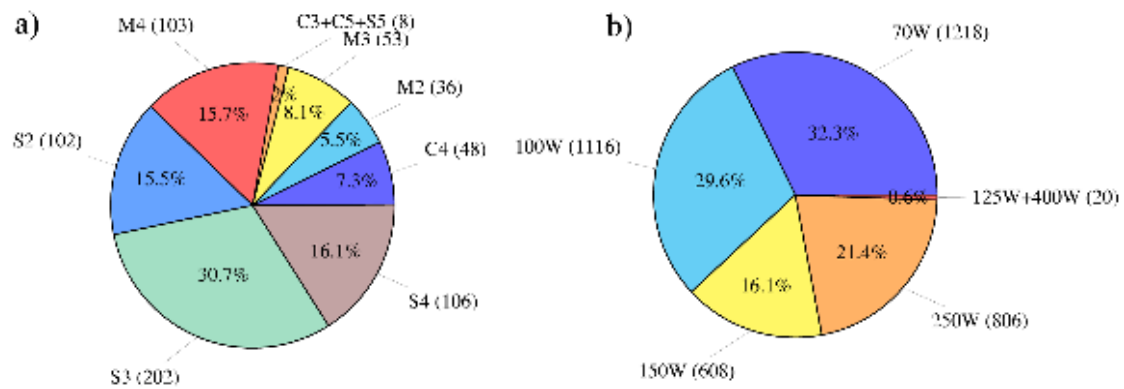 a)
M4 (103)
C3+C5+S5 (8)
M3 (53)
M2 (36)
C4 (48)
S2 (102)
S3 (202)
S4 (106)
15.7%
8.1%
5.5%
7.3%
15.5%
30.7%
16.1%
b)
70W (1218)
100W (1116)
125W+400W (20)
250W (806)
150W (608)
32.3%
29.6%
0.6%
21.4%
16.1%